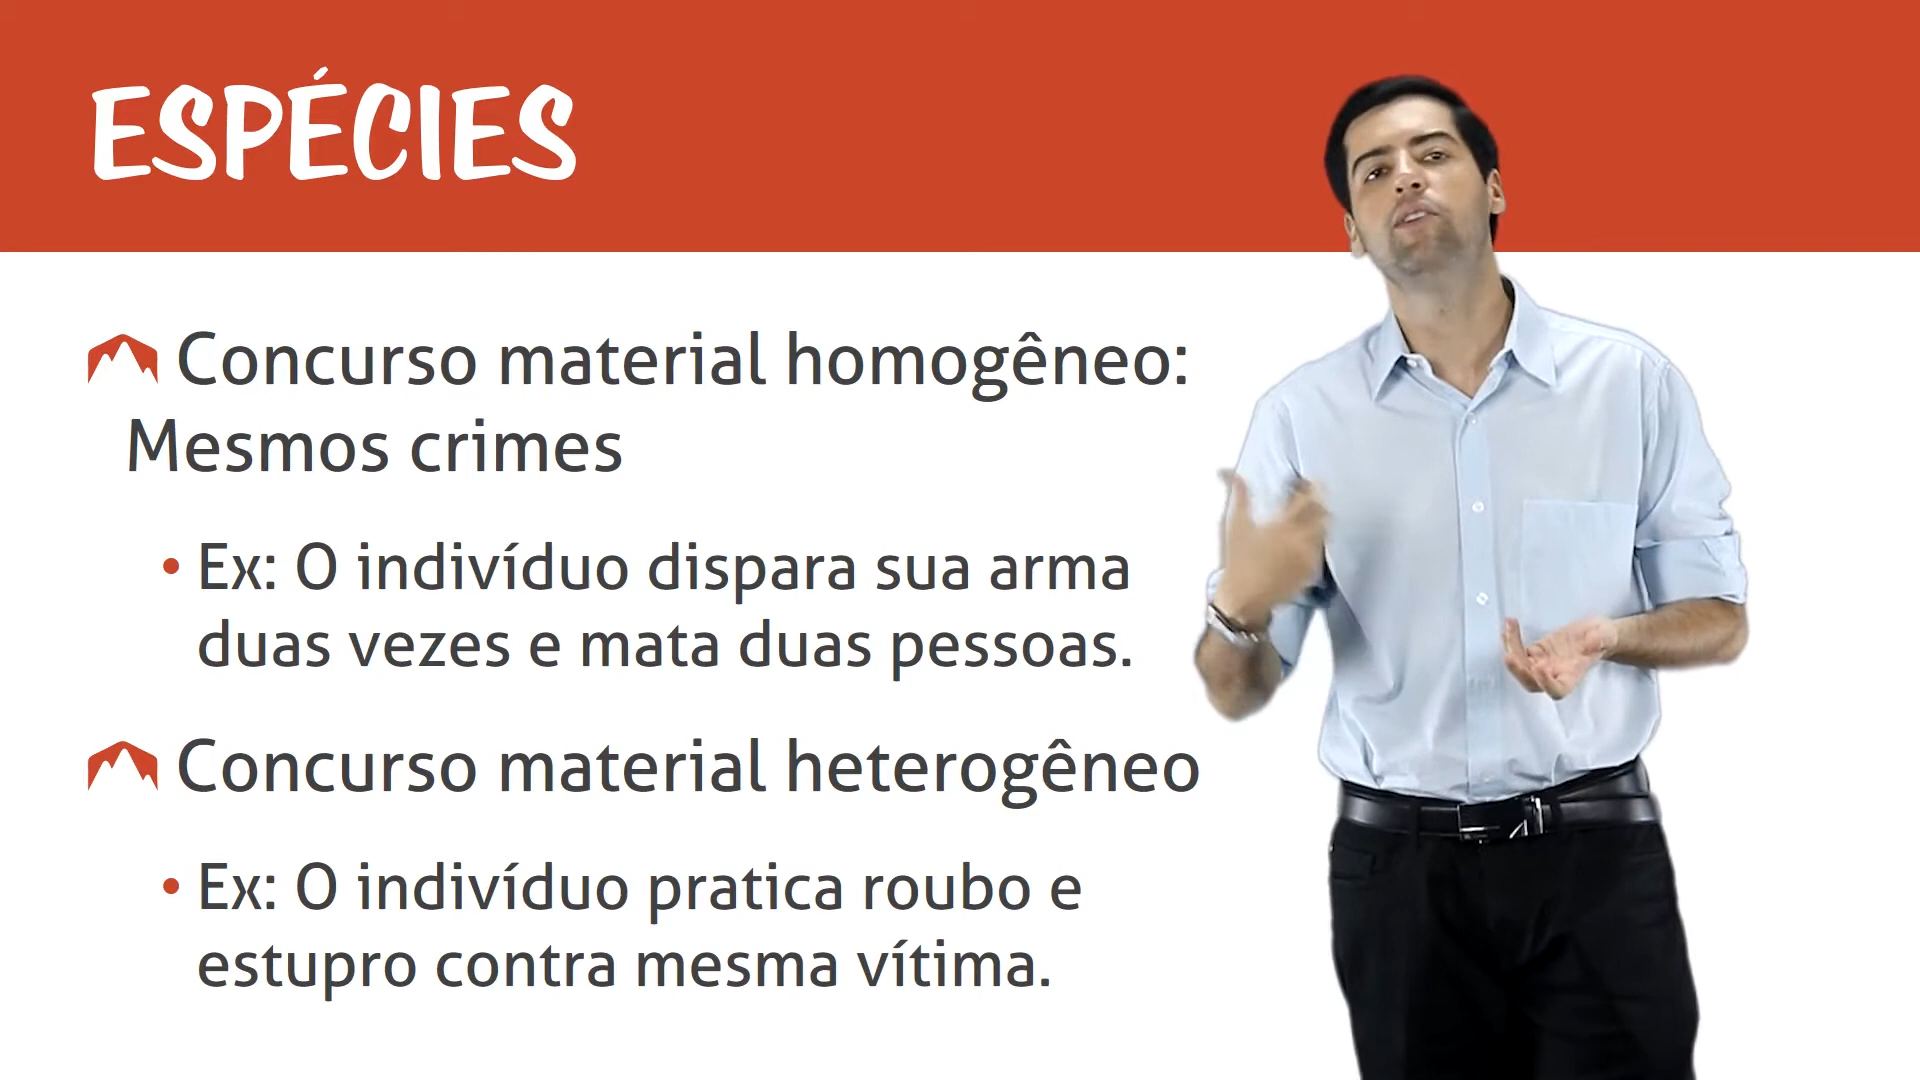 ESPÉCIES
Concurso material homogêneo:
Mesmos crimes
• Ex: O indivíduo dispara sua arma
duas vezes e mata duas pessoas.
Concurso material heterogêneo
• Ex: O indivíduo pratica roubo e
estupro contra mesma vítima.